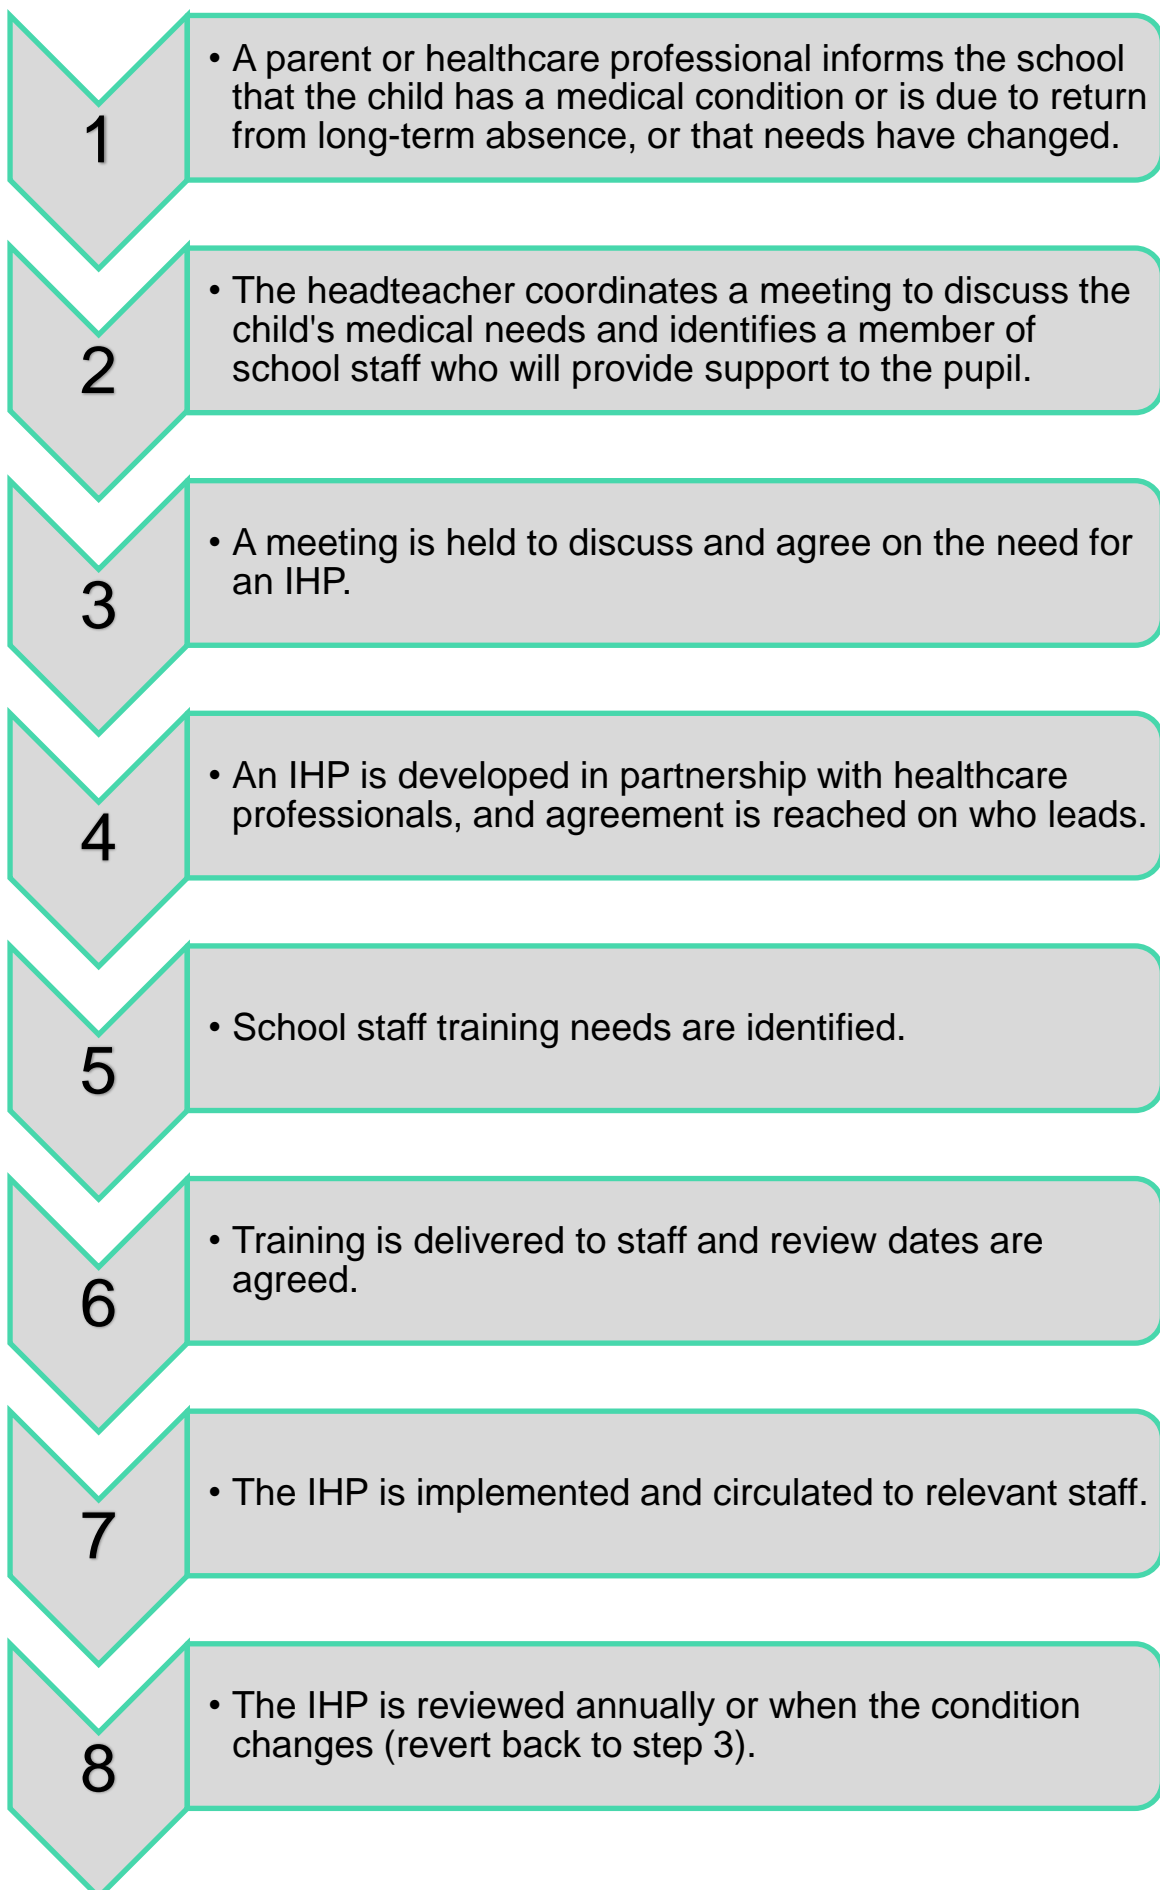 1
• A parent or healthcare professional informs the school
that the child has a medical condition or is due to return
from long-term absence, or that needs have changed.
2
• The headteacher coordinates a meeting to discuss the
child's medical needs and identifies a member of
school staff who will provide support to the pupil.
3
• A meeting is held to discuss and agree on the need for
an IHP.
4
• An IHP is developed in partnership with healthcare
professionals, and agreement is reached on who leads.
5
• School staff training needs are identified.
6
• Training is delivered to staff and review dates are
agreed.
7
• The IHP is implemented and circulated to relevant staff.
8
• The IHP is reviewed annually or when the condition
changes (revert back to step 3).